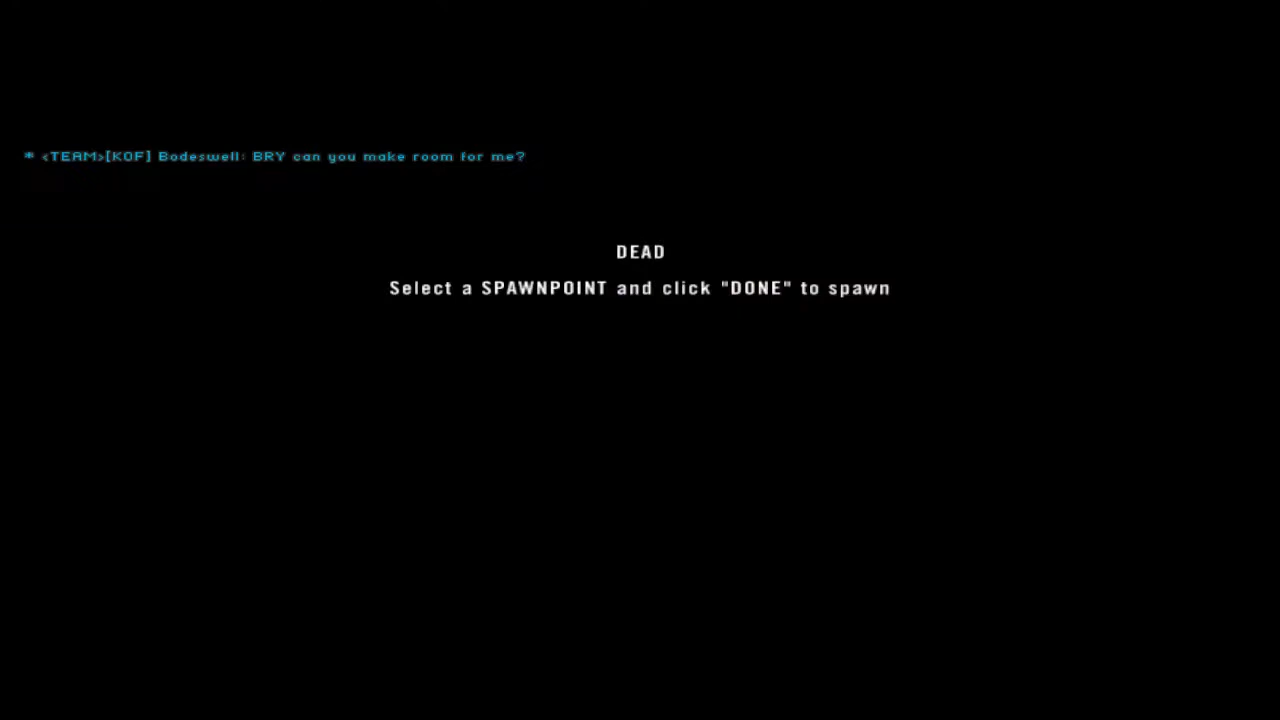 * <TEAM>[KOF] Bodeswell: BRY can you make room for me?
DEAD
Select a SPAWNPOINT and click "DONE" to spawn